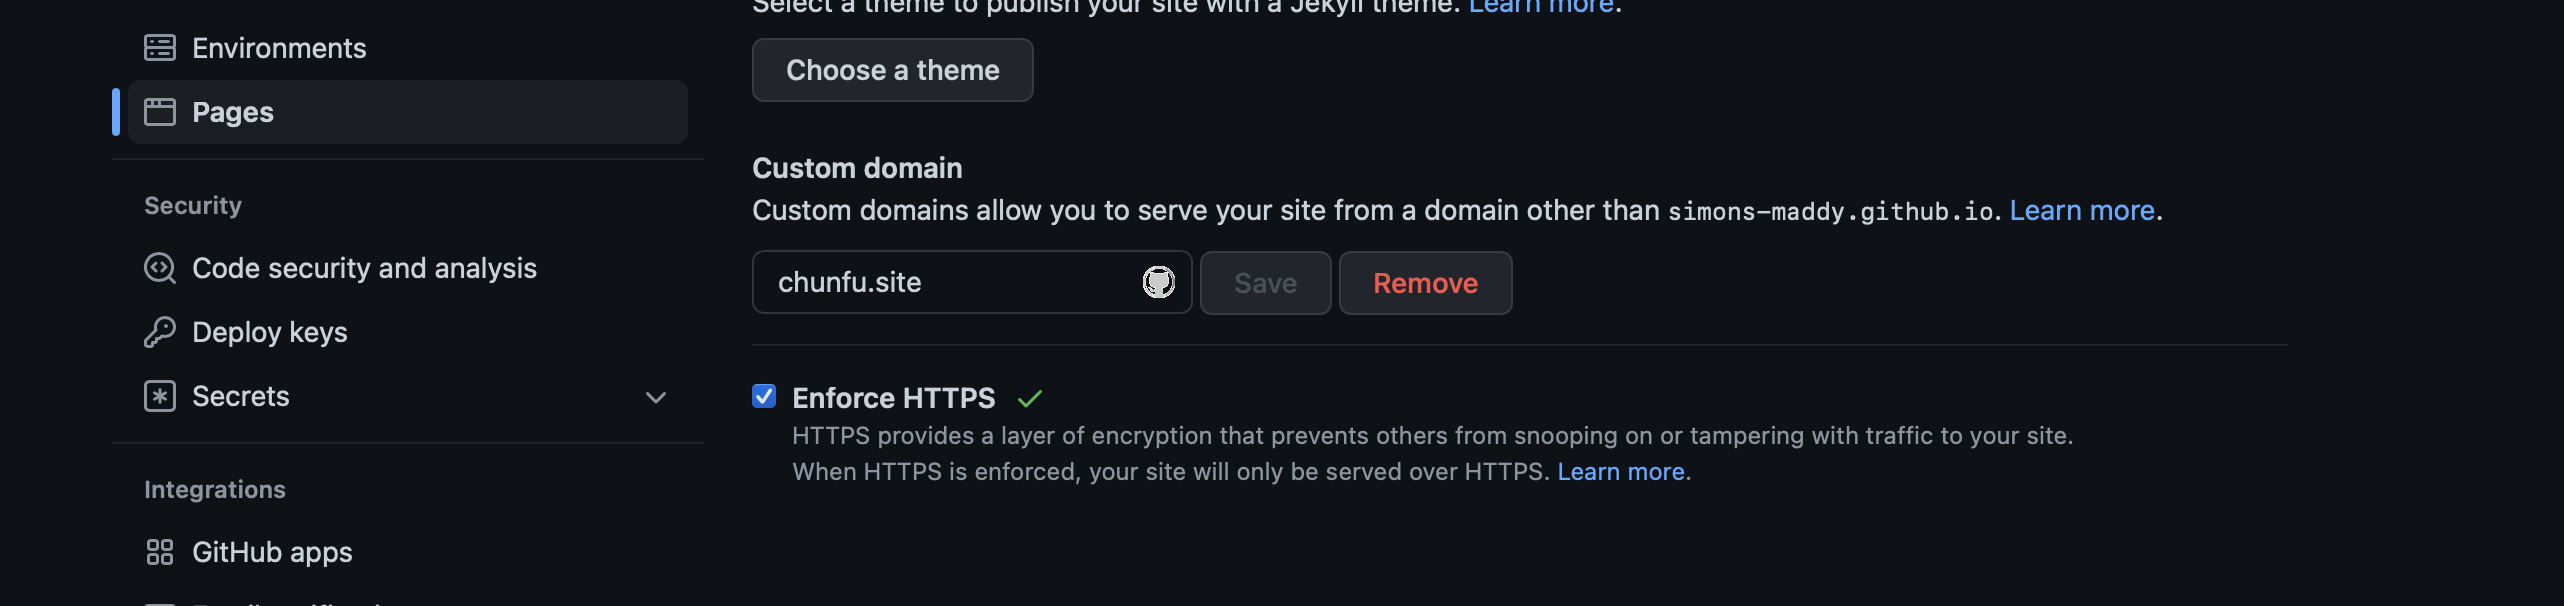 Select a theme to publish your site with a Jekyll theme. Learn more.
Environments
Choose a theme
Pages
Custom domain
Security
Custom domains allow you to serve your site from a domain other than simons-maddy.github.io. Learn more.
Code security and analysis
chunfu.site
Save
Remove
Deploy keys
Secrets
Enforce HTTPS
HTTPS provides a layer of encryption that prevents others from snooping on or tampering with traffic to your site.
When HTTPS is enforced, your site will only be served over HTTPS. Learn more.
Integrations
GitHub apps